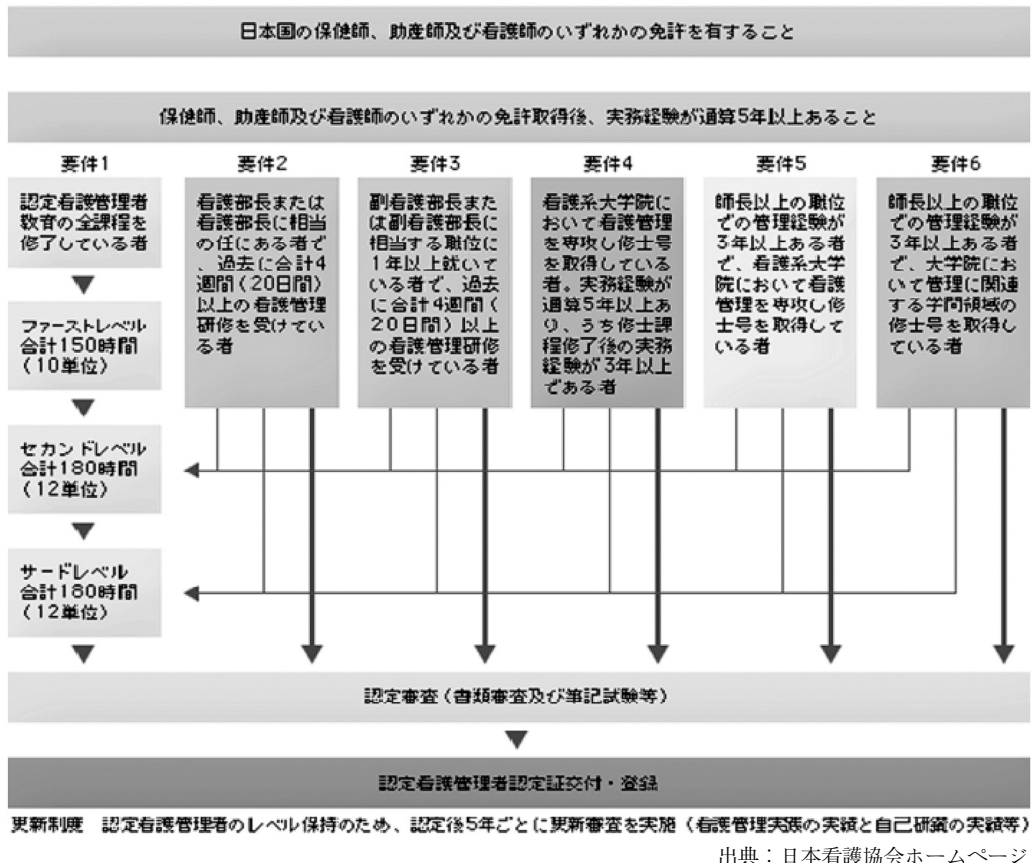 日本国の保健師、助産師及び看護師のいずれかの免許を有すること
保健師、助産師及び看護師のいずれかの免許取得後、実務経験が通算5年以上あること
要件1
認定看護管理者
教育の全課程を
修了している者
ファーストレベル
合計150時間
(10単位)
セカンドレベル
合計180時間
(12単位)
サードレベル
合計180時間
(12単位)
要件2
看護部長または
看護部長に相当
の任にある者で
、過去に合計4
週間(20日間)
以上の看護管理
研修を受けてい
る者
要件3
副看護部長また
は副看護部長に
相当する職位に
1年以上就いて
いる者で、過去
に合計4週間(
20日間)以上
の看護管理研修
を受けている者
要件4
看護系大学院に
おいて看護管理
を専攻し修士号
を取得している
者。実務経験が
通算5年以上あ
り、うち修士課
程修了後の実務
経験が3年以上
である者
要件5
師長以上の職位
での管理経験が
3年以上ある者
で、看護系大学
院において看護
管理を専攻し修
士号を取得して
いる者
要件6
師長以上の職位
での管理経験が
3年以上ある者
で、大学院にお
いて管理に関連
する学問領域の
修士号を取得し
ている者
認定審査(書類審査及び筆記試験等)
認定看護管理者認定証交付・登録
更新制度 認定看護管理者のレベル保持のため、認定後5年ごとに更新審査を実施(看護管理実践の実績と自己研鑽の実績等)
出典:日本看護協会ホームページ